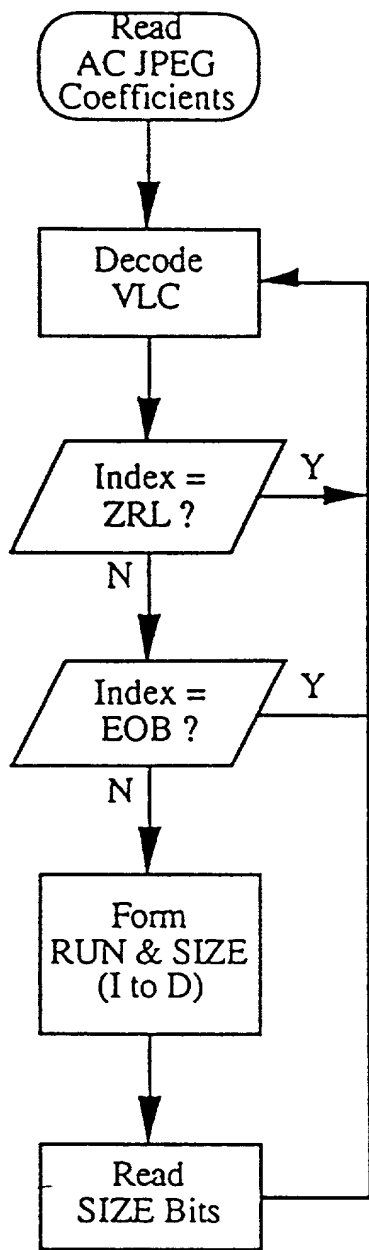 Read
AC JPEG
Coefficients
Decode
VLC
Index =
ZRL ?
Y
N
Index =
EOB ?
Y
N
Form
RUN & SIZE
(I to D)
Read
SIZE Bits